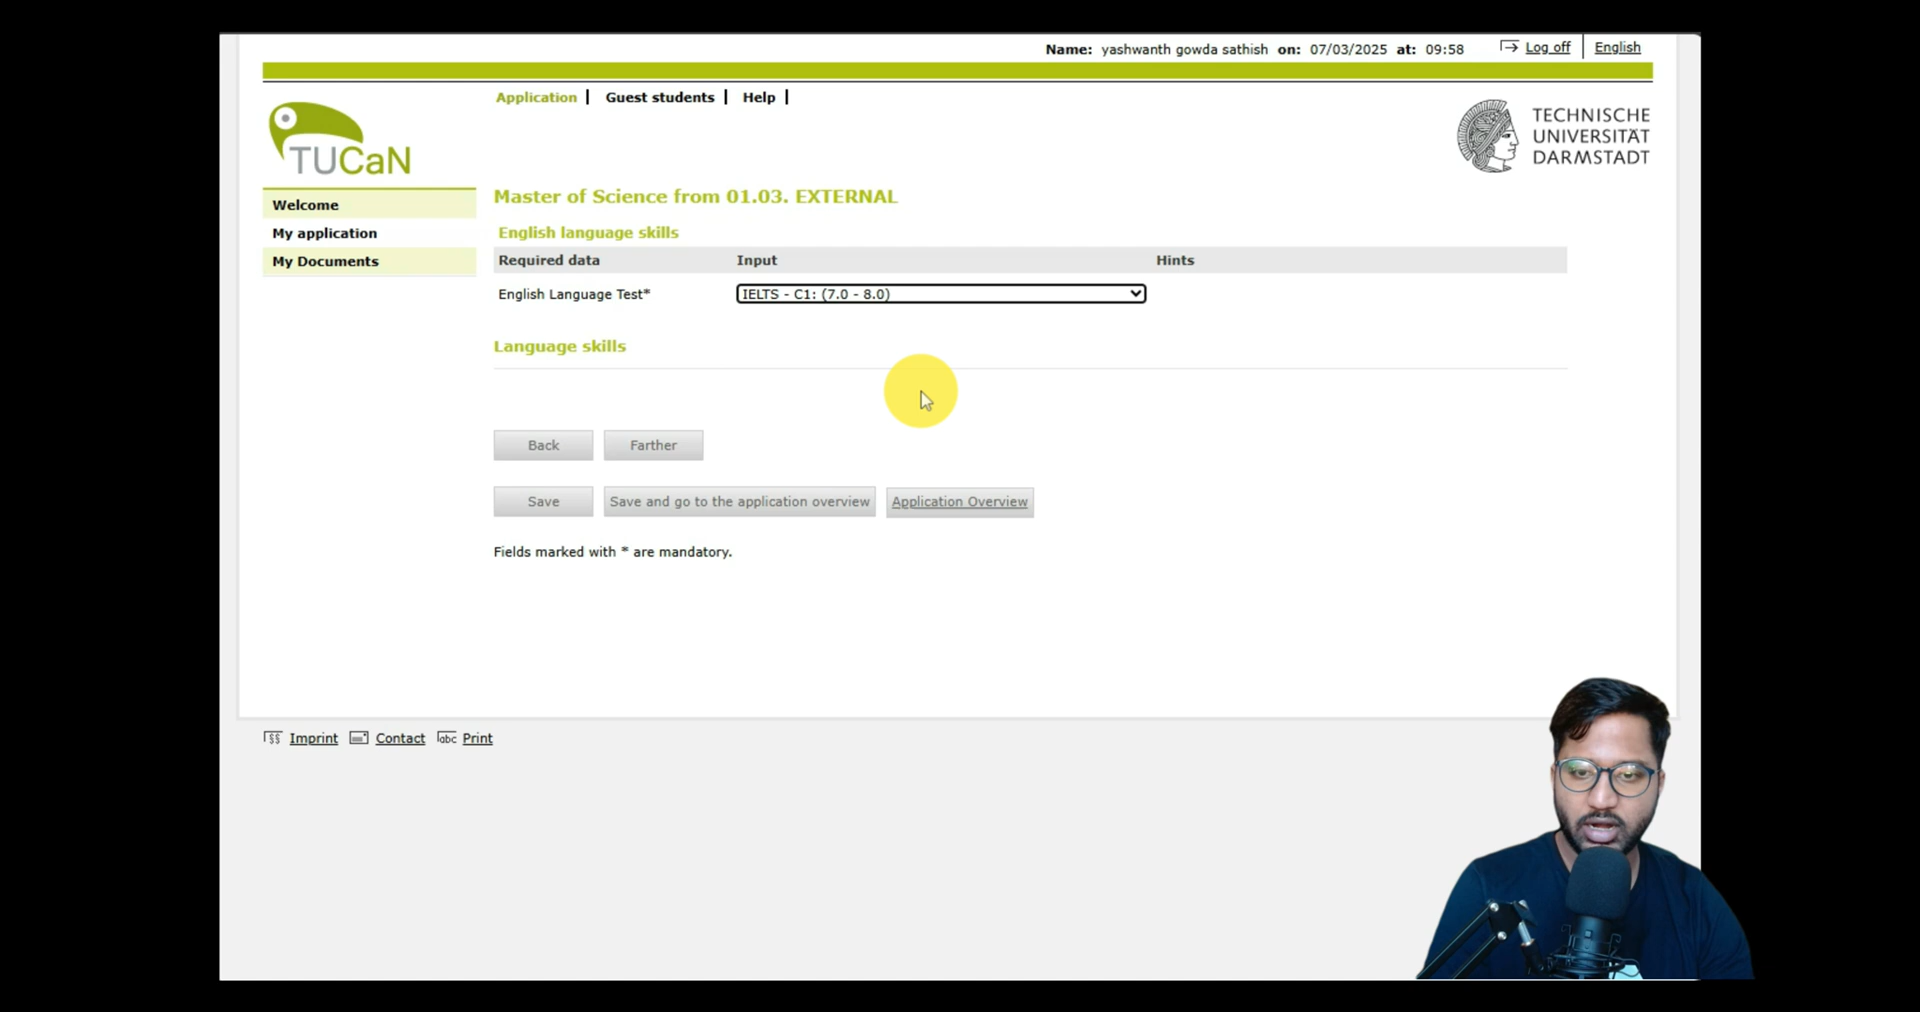 Name: yashwanth gowda sathish on: 07/03/2025 at: 09:58 Log off English
Application Guest students Help
TUCaN
TECHNISCHE
UNIVERSITÄT
DARMSTADT
Welcome
My application
My Documents
Master of Science from 01.03. EXTERNAL
English language skills
Required data Input Hints
English Language Test* IELTS - C1: (7.0 - 8.0)
Language skills
Back Farther
Save Save and go to the application overview Application Overview
Fields marked with * are mandatory.
§§ Imprint Contact abc Print